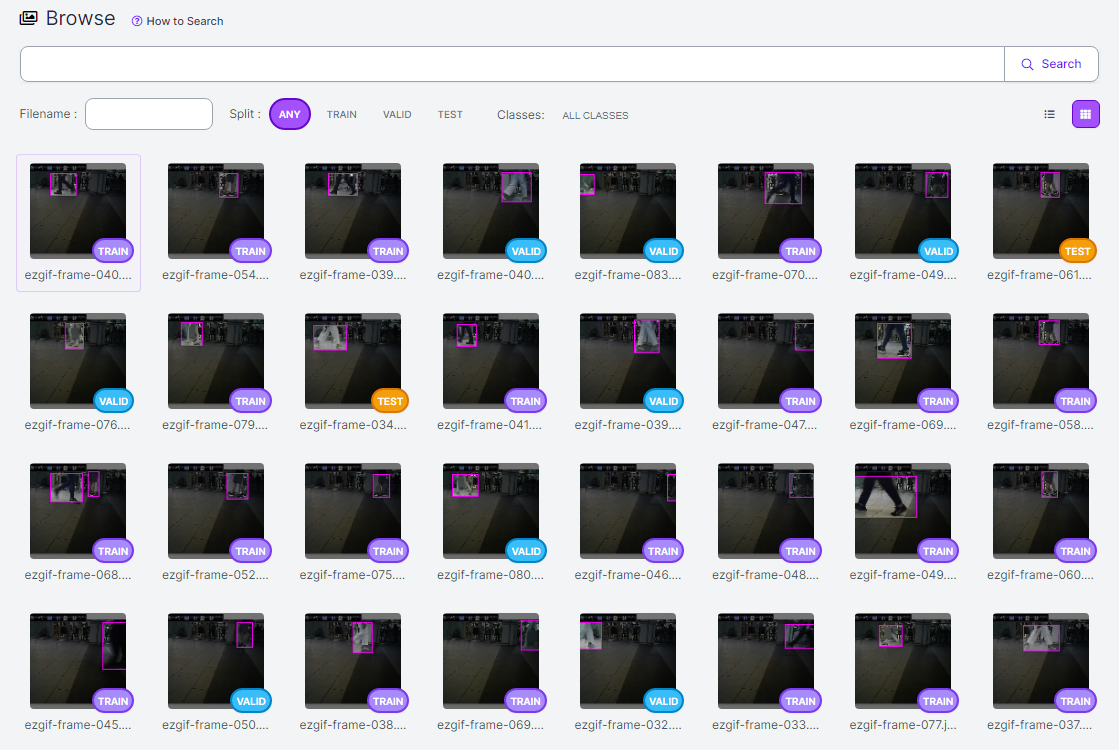 Browse How to Search
Search
Filename : Split : ANY TRAIN VALID TEST Classes: ALL CLASSES
TRAIN TRAIN TRAIN VALID VALID TRAIN VALID TEST
ezgif-frame-040.... ezgif-frame-054.... ezgif-frame-039.... ezgif-frame-040.... ezgif-frame-083.... ezgif-frame-070.... ezgif-frame-049.... ezgif-frame-061....
VALID TRAIN TEST TRAIN VALID TRAIN TRAIN TRAIN
ezgif-frame-076.... ezgif-frame-079.... ezgif-frame-034.... ezgif-frame-041.... ezgif-frame-039.... ezgif-frame-047.... ezgif-frame-069.... ezgif-frame-058....
TRAIN TRAIN TRAIN VALID TRAIN TRAIN TRAIN TRAIN
ezgif-frame-068.... ezgif-frame-052.... ezgif-frame-075.... ezgif-frame-080.... ezgif-frame-046.... ezgif-frame-048.... ezgif-frame-049.... ezgif-frame-060....
TRAIN VALID TRAIN TRAIN VALID TRAIN TRAIN TRAIN
ezgif-frame-045.... ezgif-frame-050.... ezgif-frame-038.... ezgif-frame-069.... ezgif-frame-032.... ezgif-frame-033.... ezgif-frame-077.j... ezgif-frame-037....